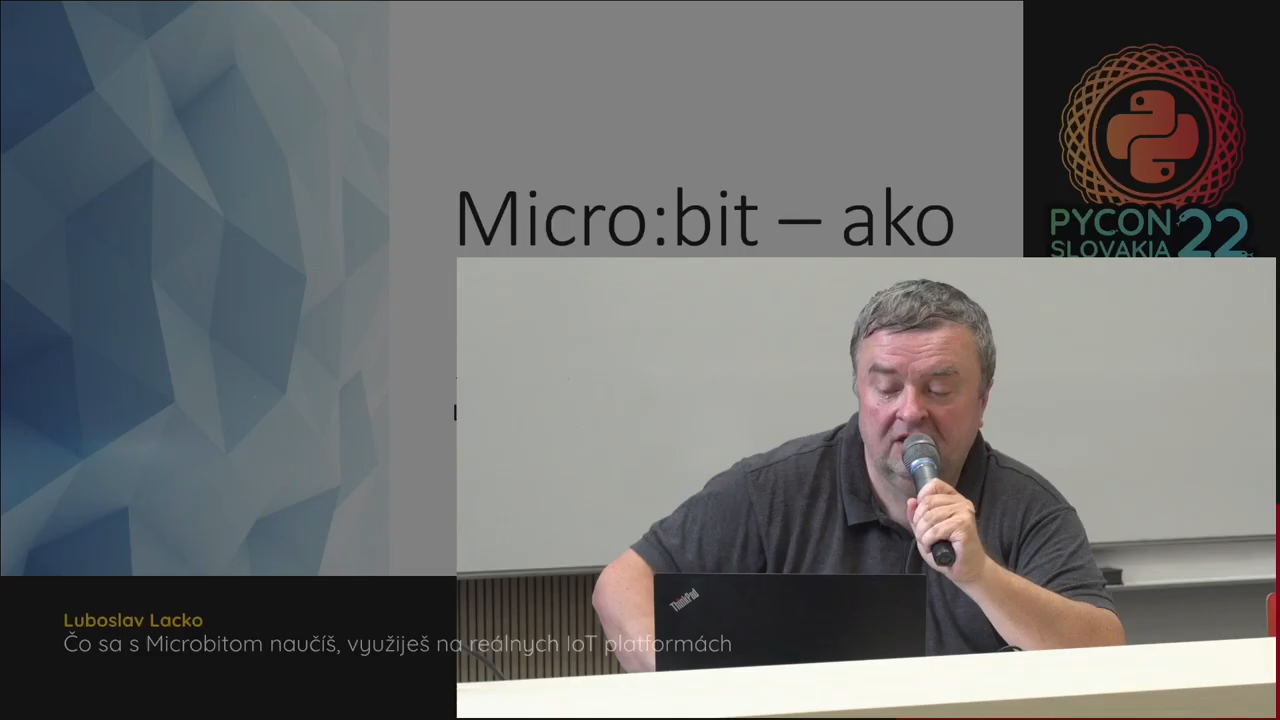 Micro:bit – ako
PYCON
SLOVAKIA 22
ThinkPad
Luboslav Lacko
Čo sa s Microbitom naučíš, využiješ na reálnych IoT platformách